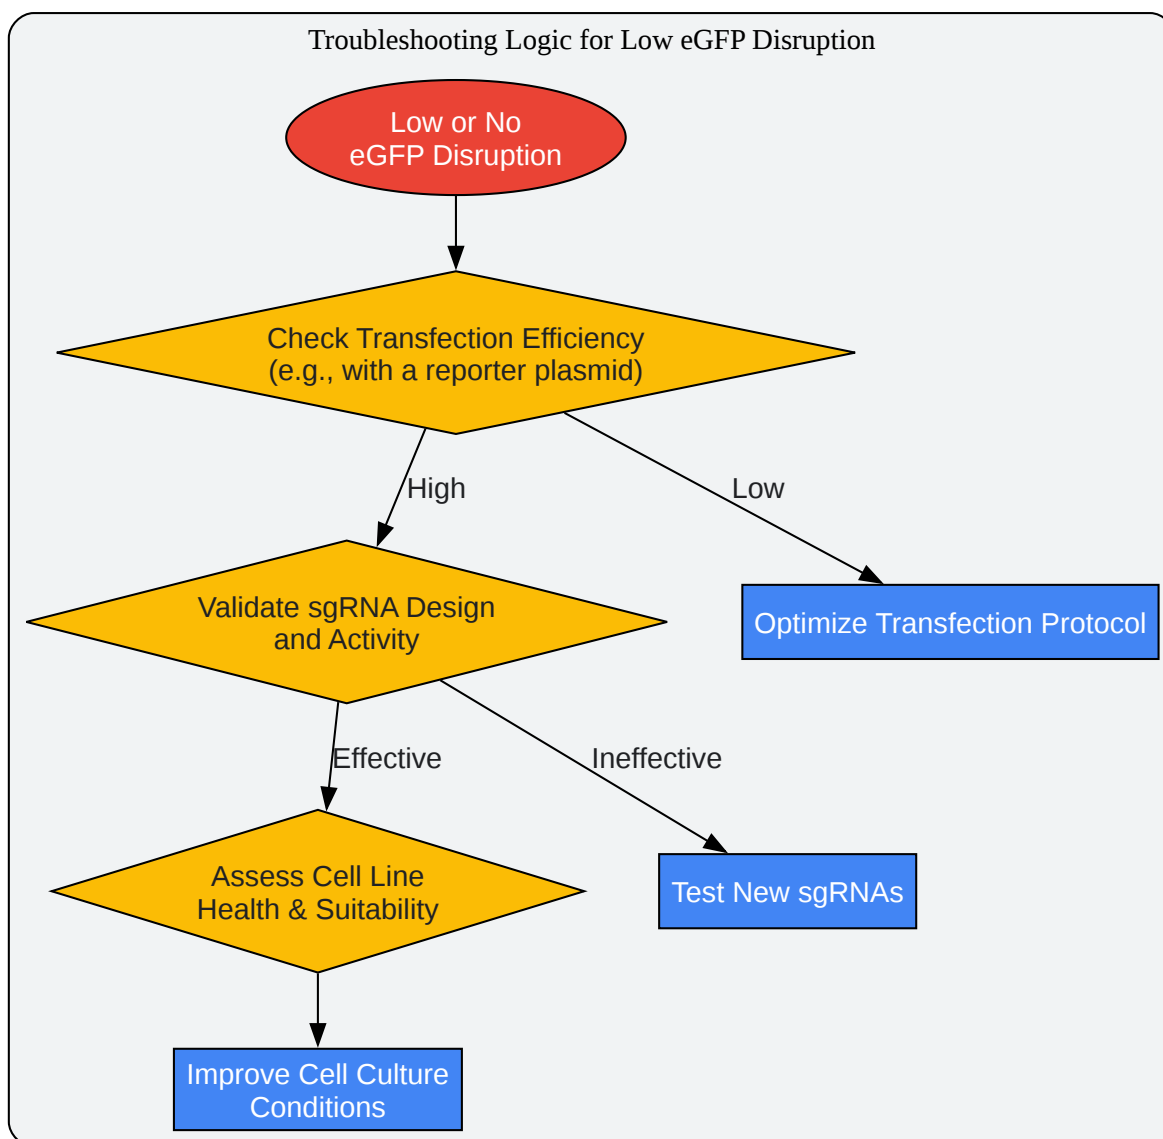 Troubleshooting Logic for Low eGFP Disruption
Low or No
eGFP Disruption
Check Transfection Efficiency
(e.g., with a reporter plasmid)
High
Low
Validate sgRNA Design
and Activity
Optimize Transfection Protocol
Effective
Ineffective
Assess Cell Line
Health & Suitability
Test New sgRNAs
Improve Cell Culture
Conditions